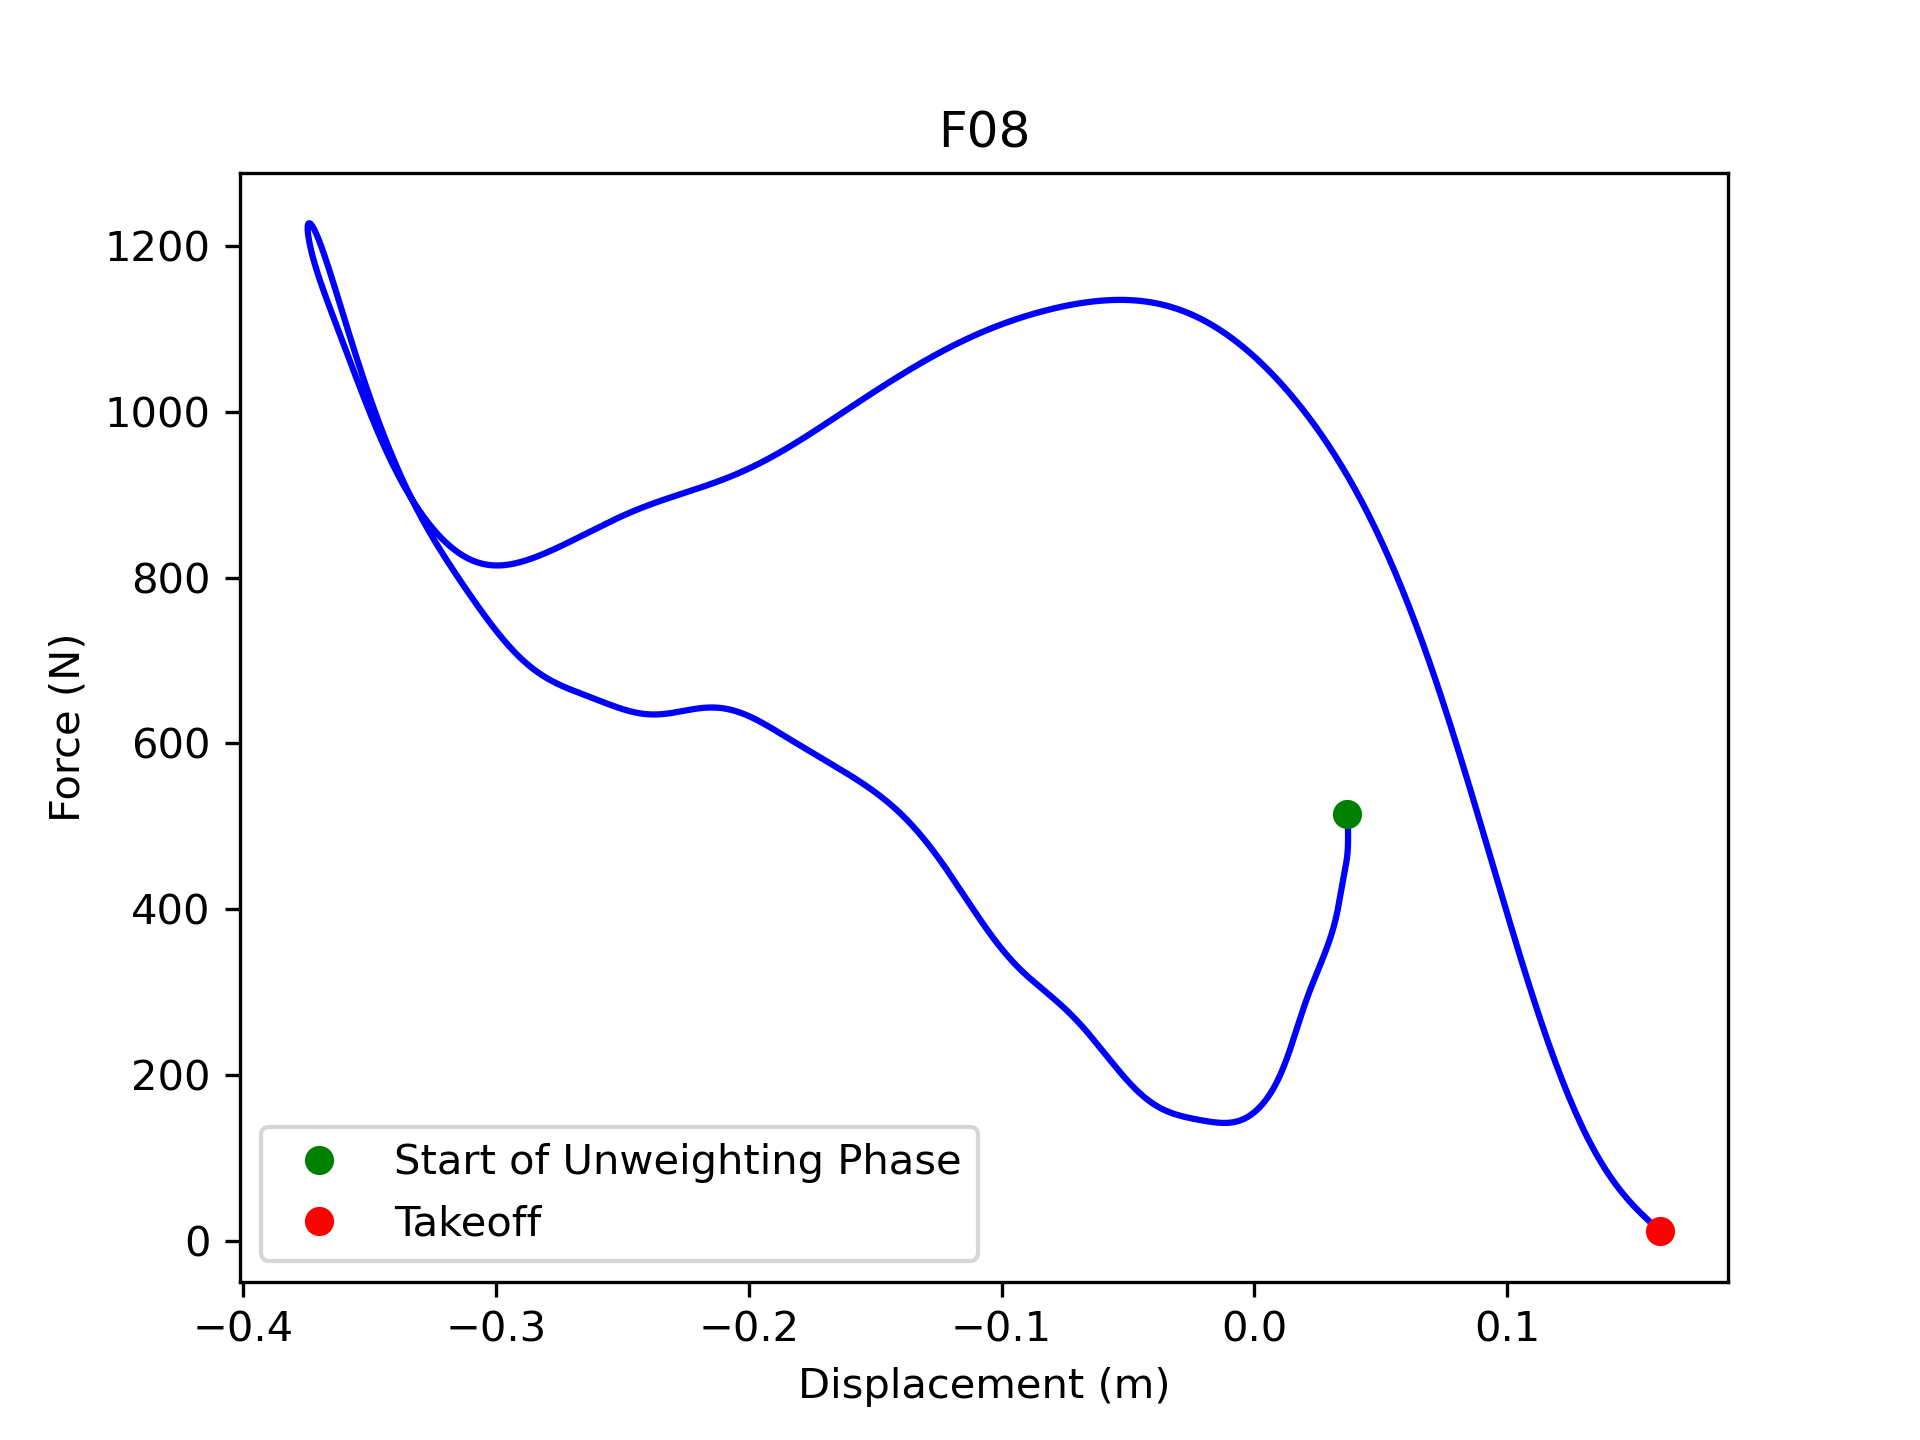 F08
1200
1000
800
600
400
200
0
Force (N)
Start of Unweighting Phase
Takeoff
−0.4 −0.3 −0.2 −0.1 0.0 0.1
Displacement (m)